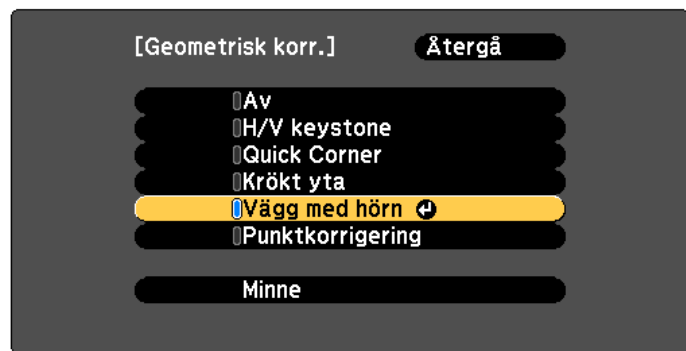 [Geometrisk korr.] Återgå
Av
H/V keystone
Quick Corner
Krökt yta
Vägg med hörn
Punktkorrigering
Minne